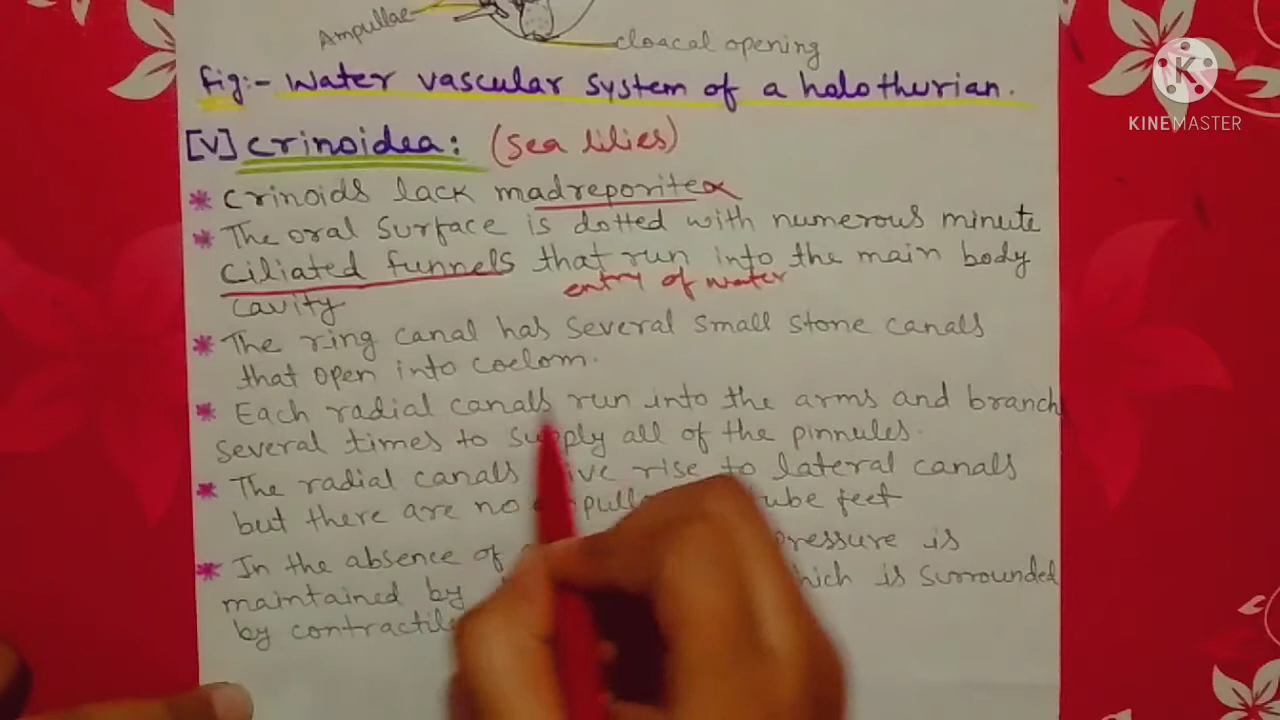 Ampullae
cloacal opening
fig:- Water vascular system of a holothurian.
KINEMASTER
[V] Crinoidea: (Sea lilies)
* Crinoids lack madreporite
* The oral surface is dotted with numerous minute
ciliated funnels that run into the main body
entry of water
cavity
* The ring canal has several small stone canals
that open into coelom.
* Each radial canals run into the arms and branch
several times to supply all of the pinnules.
* The radial canals give rise to lateral canals
but there are no tube feet
* In the absence of pressure is
maintained by which is surrounded
by contractile